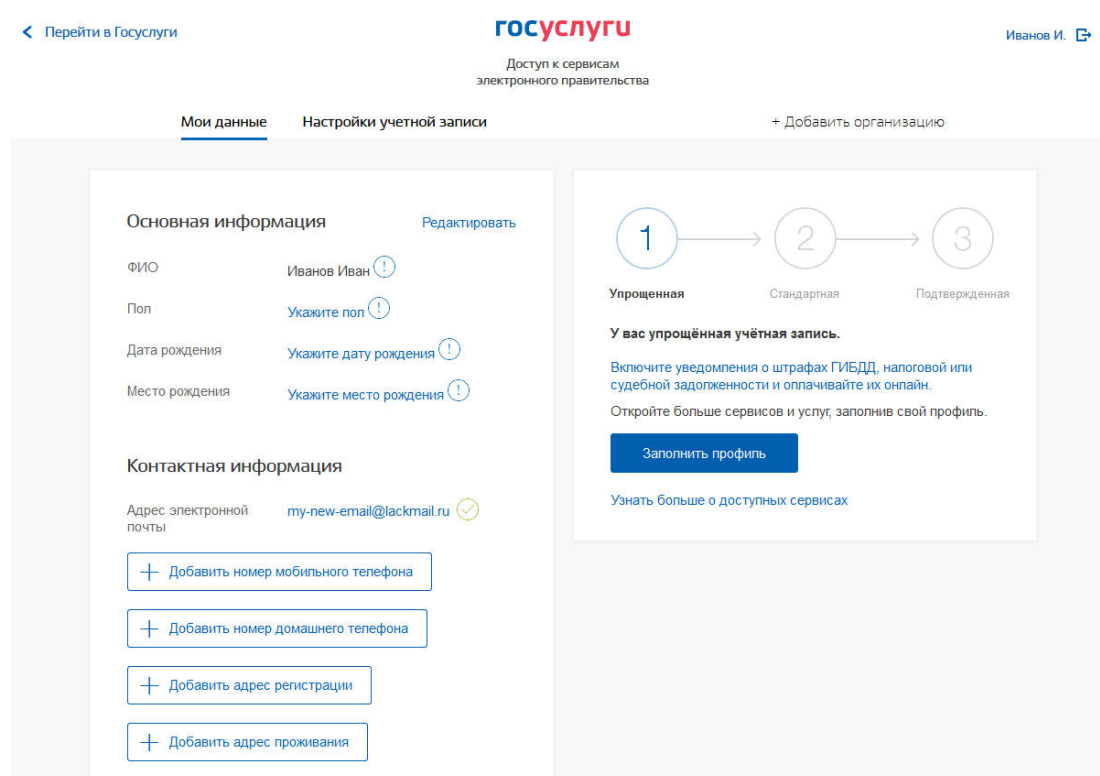 Перейти в Госуслуги
госуслуги
Иванов И.
Доступ к сервисам
электронного правительства
Мои данные
Настройки учетной записи
+ Добавить организацию
Основная информация
Редактировать
ФИО
Иванов Иван
Пол
Укажите пол
Дата рождения
Укажите дату рождения
Место рождения
Укажите место рождения
Контактная информация
Адрес электронной
почты
my-new-email@lackmail.ru
Добавить номер мобильного телефона
Добавить номер домашнего телефона
Добавить адрес регистрации
Добавить адрес проживания
1
2
3
Упрощенная
Стандартная
Подтвержденная
У вас упрощённая учётная запись.
Включите уведомления о штрафах ГИБДД, налоговой или
судебной задолженности и оплачивайте их онлайн.
Откройте больше сервисов и услуг, заполнив свой профиль.
Заполнить профиль
Узнать больше о доступных сервисах